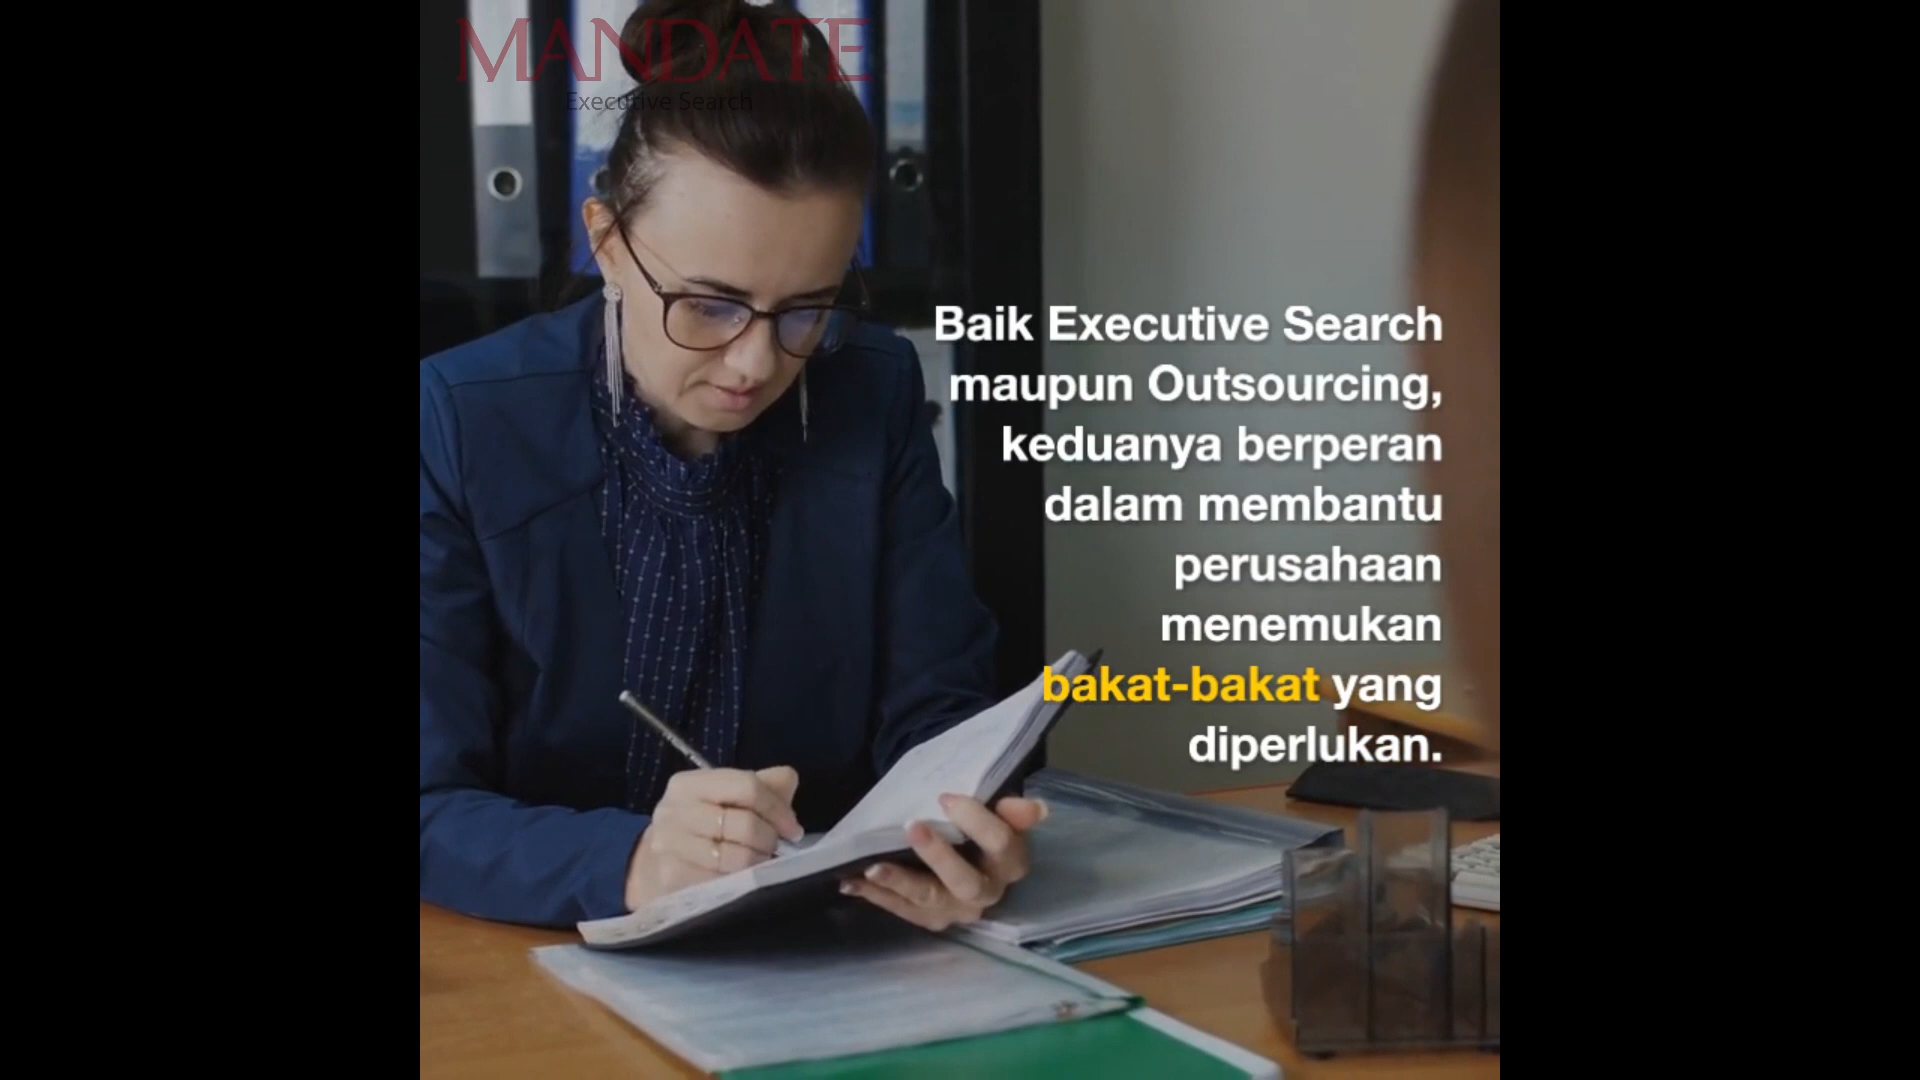 MANDATE
Executive Search
Baik Executive Search
maupun Outsourcing,
keduanya berperan
dalam membantu
perusahaan
menemukan
bakat-bakat yang
diperlukan.